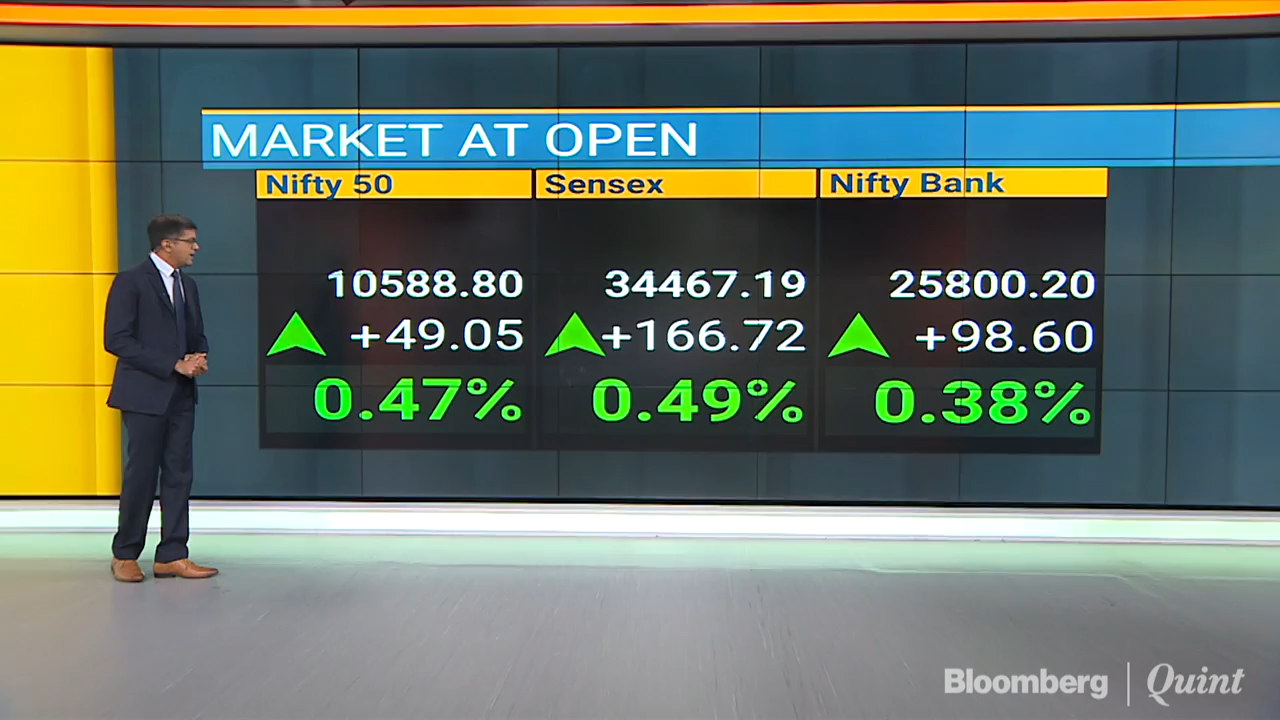 MARKET AT OPEN
Nifty 50 Sensex Nifty Bank
10588.80 34467.19 25800.20
+49.05 +166.72 +98.60
0.47% 0.49% 0.38%
Bloomberg | Quint